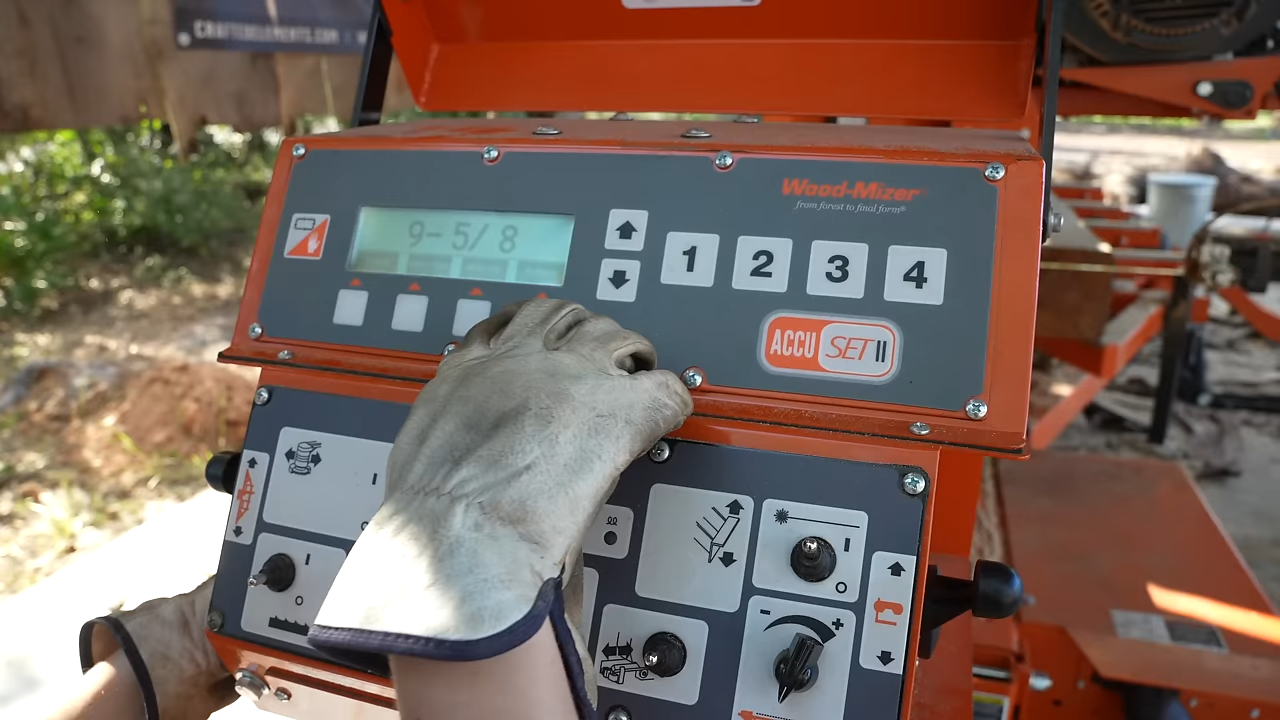 CRAFTEDELEMENTS.COM
Wood-Mizer
from forest to final form®
9- 5/ 8
1 2 3 4
ACCU SET II